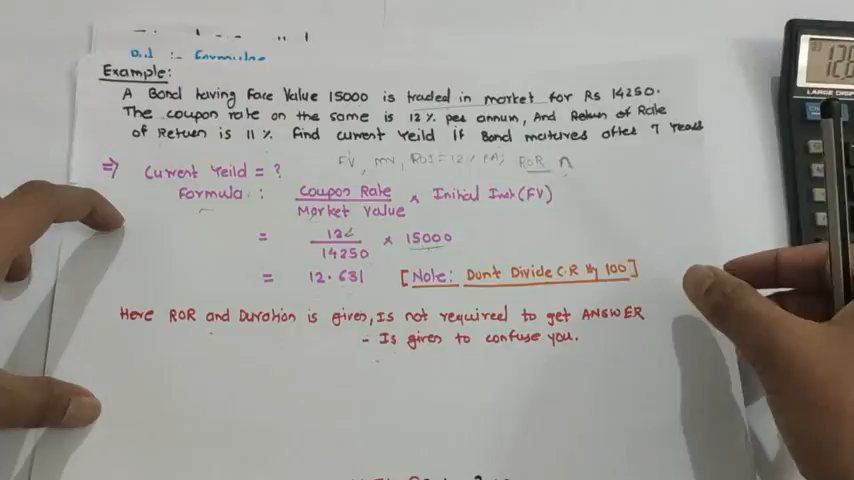 Example:
A Bond having Face Value 15000 is traded in market for Rs 14250.
The coupon rate on the same is 12% per annum, And Return of Rate
of Return is 11%. Find current Yeild if Bond matures after 7 Years
FV, MV, ROI=12% PA, ROR n
⇒ Current Yeild = ?
Formula : Coupon Rate / Market Value × Initial Inst (FV)
= 12 / 14250 × 15000
= 12.631 [Note: Dont Divide C.R by 100]
Here ROR and Duration is given, Is not required to get ANSWER
- Is given to confuse you.
LARGE DISP